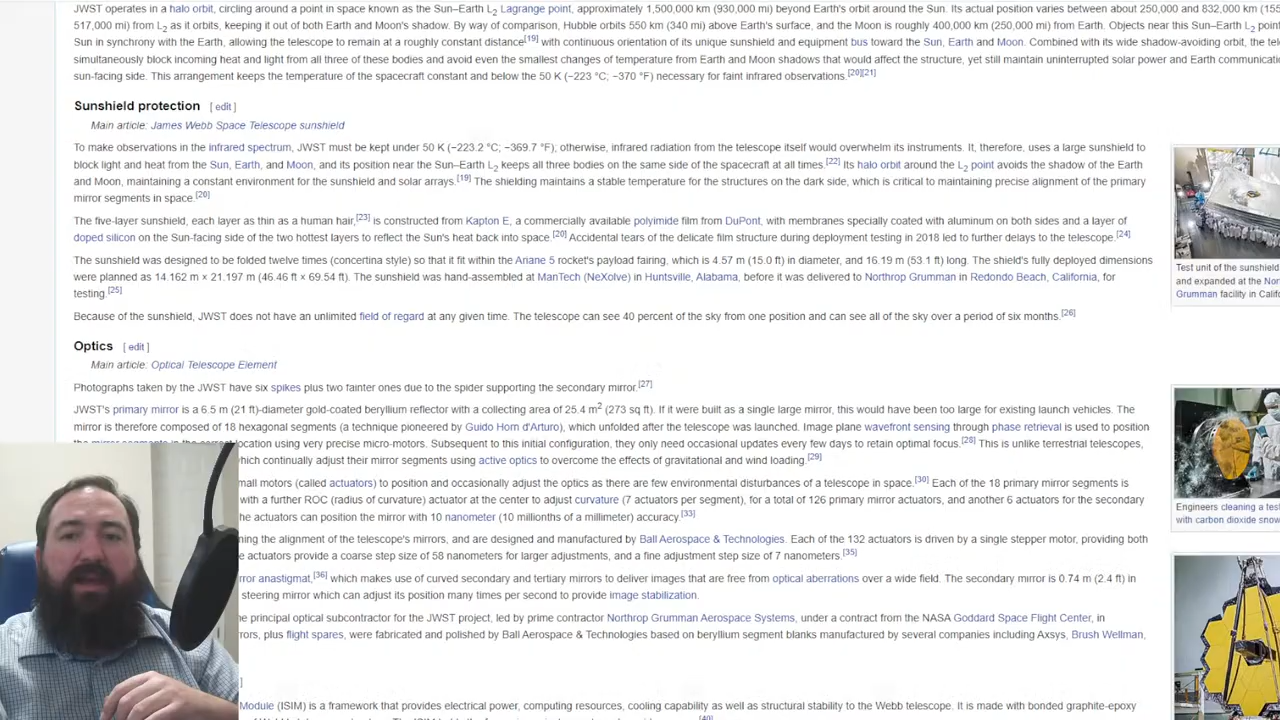 JWST operates in a halo orbit, circling around a point in space known as the Sun–Earth L2 Lagrange point, approximately 1,500,000 km (930,000 mi) beyond Earth's orbit around the Sun. Its actual position varies between about 250,000 and 832,000 km (155
517,000 mi) from L2 as it orbits, keeping it out of both Earth and Moon's shadow. By way of comparison, Hubble orbits 550 km (340 mi) above Earth's surface, and the Moon is roughly 400,000 km (250,000 mi) from Earth. Objects near this Sun–Earth L2
Sun in synchrony with the Earth, allowing the telescope to remain at a roughly constant distance[19] with continuous orientation of its unique sunshield and equipment bus toward the Sun, Earth and Moon. Combined with its wide shadow-avoiding orbit, the
simultaneously block incoming heat and light from all three of these bodies and avoid even the smallest changes of temperature from Earth and Moon shadows that would affect the structure, yet still maintain uninterrupted solar power and Earth
sun-facing side. This arrangement keeps the temperature of the spacecraft constant and below the 50 K (−223 °C; −370 °F) necessary for faint infrared observations.[20][21]
Sunshield protection [ edit ]
Main article: James Webb Space Telescope sunshield
To make observations in the infrared spectrum, JWST must be kept under 50 K (−223.2 °C; −369.7 °F); otherwise, infrared radiation from the telescope itself would overwhelm its instruments. It, therefore, uses a large sunshield to
block light and heat from the Sun, Earth, and Moon, and its position near the Sun–Earth L2 keeps all three bodies on the same side of the spacecraft at all times.[22] Its halo orbit around the L2 point avoids the shadow of the Earth
and Moon, maintaining a constant environment for the sunshield and solar arrays.[19] The shielding maintains a stable temperature for the structures on the dark side, which is critical to maintaining precise alignment of the primary
mirror segments in space.[20]
The five-layer sunshield, each layer as thin as a human hair,[23] is constructed from Kapton E, a commercially available polyimide film from DuPont, with membranes specially coated with aluminum on both sides and a layer of
doped silicon on the Sun-facing side of the two hottest layers to reflect the Sun's heat back into space.[20] Accidental tears of the delicate film structure during deployment testing in 2018 led to further delays to the telescope.[24]
The sunshield was designed to be folded twelve times (concertina style) so that it fit within the Ariane 5 rocket's payload fairing, which is 4.57 m (15.0 ft) in diameter, and 16.19 m (53.1 ft) long. The shield's fully deployed dimensions
were planned as 14.162 m × 21.197 m (46.46 ft × 69.54 ft). The sunshield was hand-assembled at ManTech (NeXolve) in Huntsville, Alabama, before it was delivered to Northrop Grumman in Redondo Beach, California, for
testing.[25]
Test unit of the sunshield
and expanded at the
Grumman facility in
Because of the sunshield, JWST does not have an unlimited field of regard at any given time. The telescope can see 40 percent of the sky from one position and can see all of the sky over a period of six months.[26]
Optics [ edit ]
Main article: Optical Telescope Element
Photographs taken by the JWST have six spikes plus two fainter ones due to the spider supporting the secondary mirror.[27]
JWST's primary mirror is a 6.5 m (21 ft)-diameter gold-coated beryllium reflector with a collecting area of 25.4 m2 (273 sq ft). If it were built as a single large mirror, this would have been too large for existing launch vehicles. The
mirror is therefore composed of 18 hexagonal segments (a technique pioneered by Guido Horn d'Arturo), which unfolded after the telescope was launched. Image plane wavefront sensing through phase retrieval is used to position
location using very precise micro-motors. Subsequent to this initial configuration, they only need occasional updates every few days to retain optimal focus.[28] This is unlike terrestrial telescopes,
which continually adjust their mirror segments using active optics to overcome the effects of gravitational and wind loading.[29]
motors (called actuators) to position and occasionally adjust the optics as there are few environmental disturbances of a telescope in space.[30] Each of the 18 primary mirror segments is
with a further ROC (radius of curvature) actuator at the center to adjust curvature (7 actuators per segment), for a total of 126 primary mirror actuators, and another 6 actuators for the secondary
actuators can position the mirror with 10 nanometer (10 millionths of a millimeter) accuracy.[33]
Engineers cleaning a test
with carbon dioxide snow
the alignment of the telescope's mirrors, and are designed and manufactured by Ball Aerospace & Technologies. Each of the 132 actuators is driven by a single stepper motor, providing both
actuators provide a coarse step size of 58 nanometers for larger adjustments, and a fine adjustment step size of 7 nanometers.[35]
anastigmat,[36] which makes use of curved secondary and tertiary mirrors to deliver images that are free from optical aberrations over a wide field. The secondary mirror is 0.74 m (2.4 ft) in
steering mirror which can adjust its position many times per second to provide image stabilization.
principal optical subcontractor for the JWST project, led by prime contractor Northrop Grumman Aerospace Systems, under a contract from the NASA Goddard Space Flight Center, in
plus flight spares, were fabricated and polished by Ball Aerospace & Technologies based on beryllium segment blanks manufactured by several companies including Axsys, Brush Wellman,
]
Module (ISIM) is a framework that provides electrical power, computing resources, cooling capability as well as structural stability to the Webb telescope. It is made with bonded graphite-epoxy